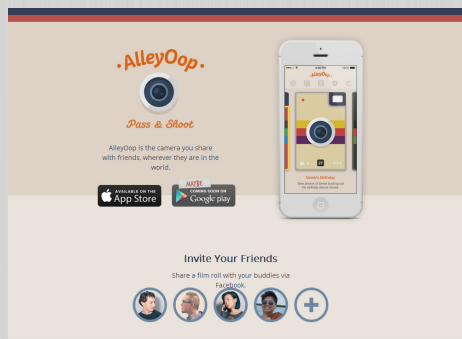 AlleyOop
Pass & Shoot
AlleyOop is the camera you share
with friends, wherever they are in the
world.
AVAILABLE ON THE
App Store
MAYBE
COMING SOON ON
Google play
AlleyOop
Invite Your Friends
Share a film roll with your buddies via
Facebook.